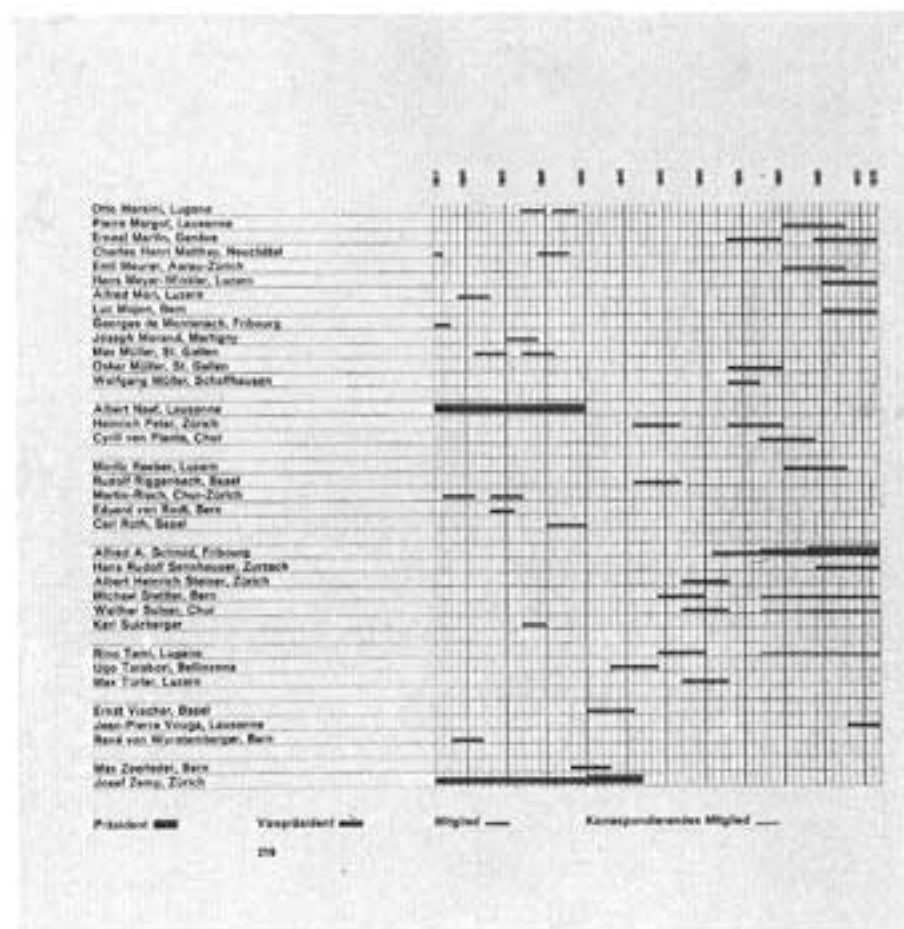 Otto Marsini, Lugano
Pierre Margot, Lausanne
Ernest Martin, Genève
Charles Henri Matthey, Neuchâtel
Emil Meurer, Aarau-Zürich
Hans Meyer-Winkler, Luzern
Alfred Mori, Luzern
Luc Mojon, Bern
Georges de Montenach, Fribourg
Joseph Morand, Martigny
Max Müller, St. Gallen
Oskar Müller, St. Gallen
Wolfgang Müller, Schaffhausen
Albert Naef, Lausanne
Heinrich Peter, Zürich
Cyrill von Planta, Chur
Moritz Raeber, Luzern
Rudolf Riggenbach, Basel
Martin-Risch, Chur-Zürich
Eduard von Rodt, Bern
Carl Roth, Basel
Alfred A. Schmid, Fribourg
Hans Rudolf Sennhauser, Zurzach
Albert Heinrich Steiner, Zürich
Michael Stettler, Bern
Walther Sulser, Chur
Karl Sulzberger
Rino Tami, Lugano
Ugo Tarabori, Bellinzona
Max Türler, Luzern
Ernst Vischer, Basel
Jean-Pierre Vouga, Lausanne
René von Wurstemberger, Bern
Max Zeerleder, Bern
Josef Zemp, Zürich
Präsident Vizepräsident Mitglied Korrespondierendes Mitglied